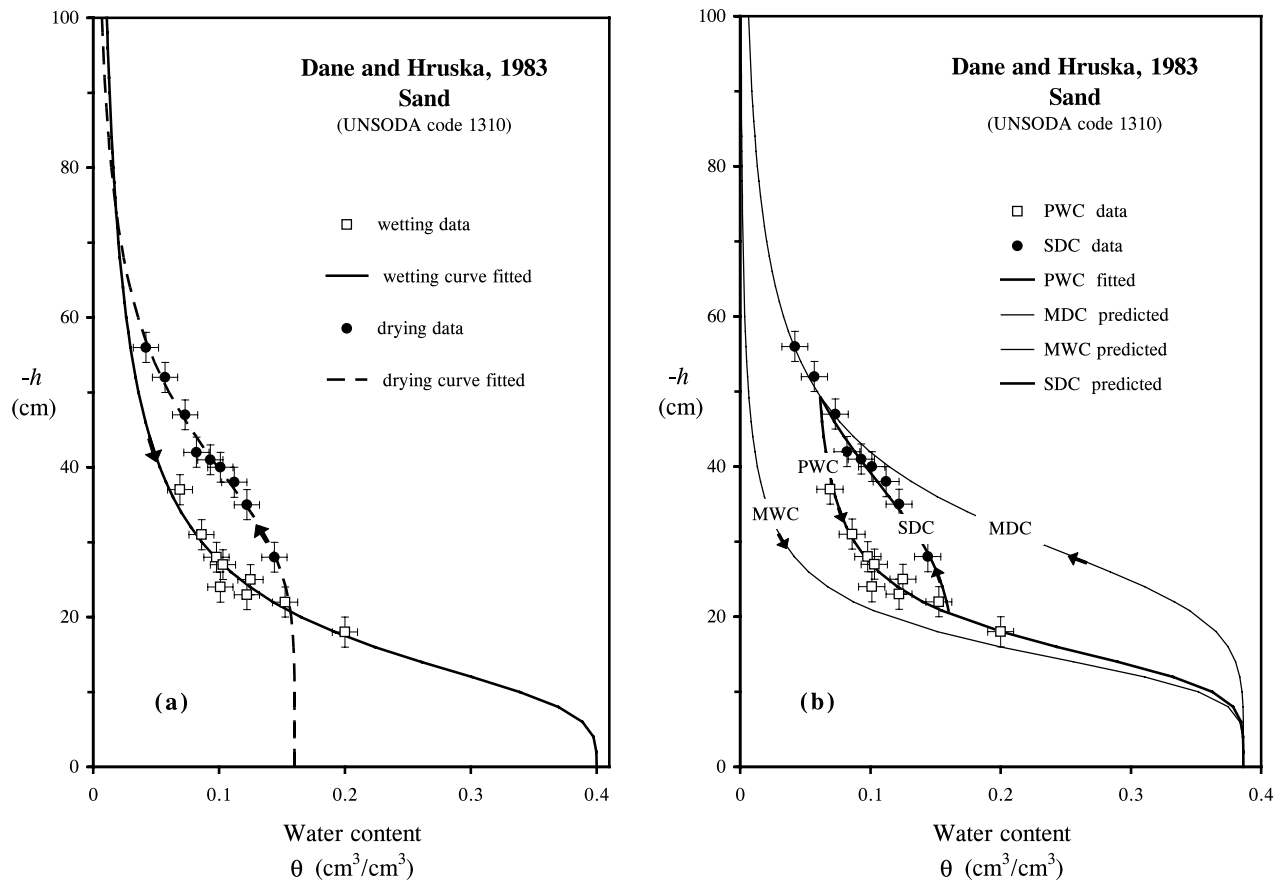 100
80
60
40
20
0
-h
(cm)
Dane and Hruska, 1983
Sand
(UNSODA code 1310)
wetting data
wetting curve fitted
drying data
drying curve fitted
(a)
0 0.1 0.2 0.3 0.4
Water content
θ (cm³/cm³)
100
80
60
40
20
0
-h
(cm)
Dane and Hruska, 1983
Sand
(UNSODA code 1310)
PWC data
SDC data
PWC fitted
MDC predicted
MWC predicted
SDC predicted
PWC
MWC
SDC
MDC
(b)
0 0.1 0.2 0.3 0.4
Water content
θ (cm³/cm³)